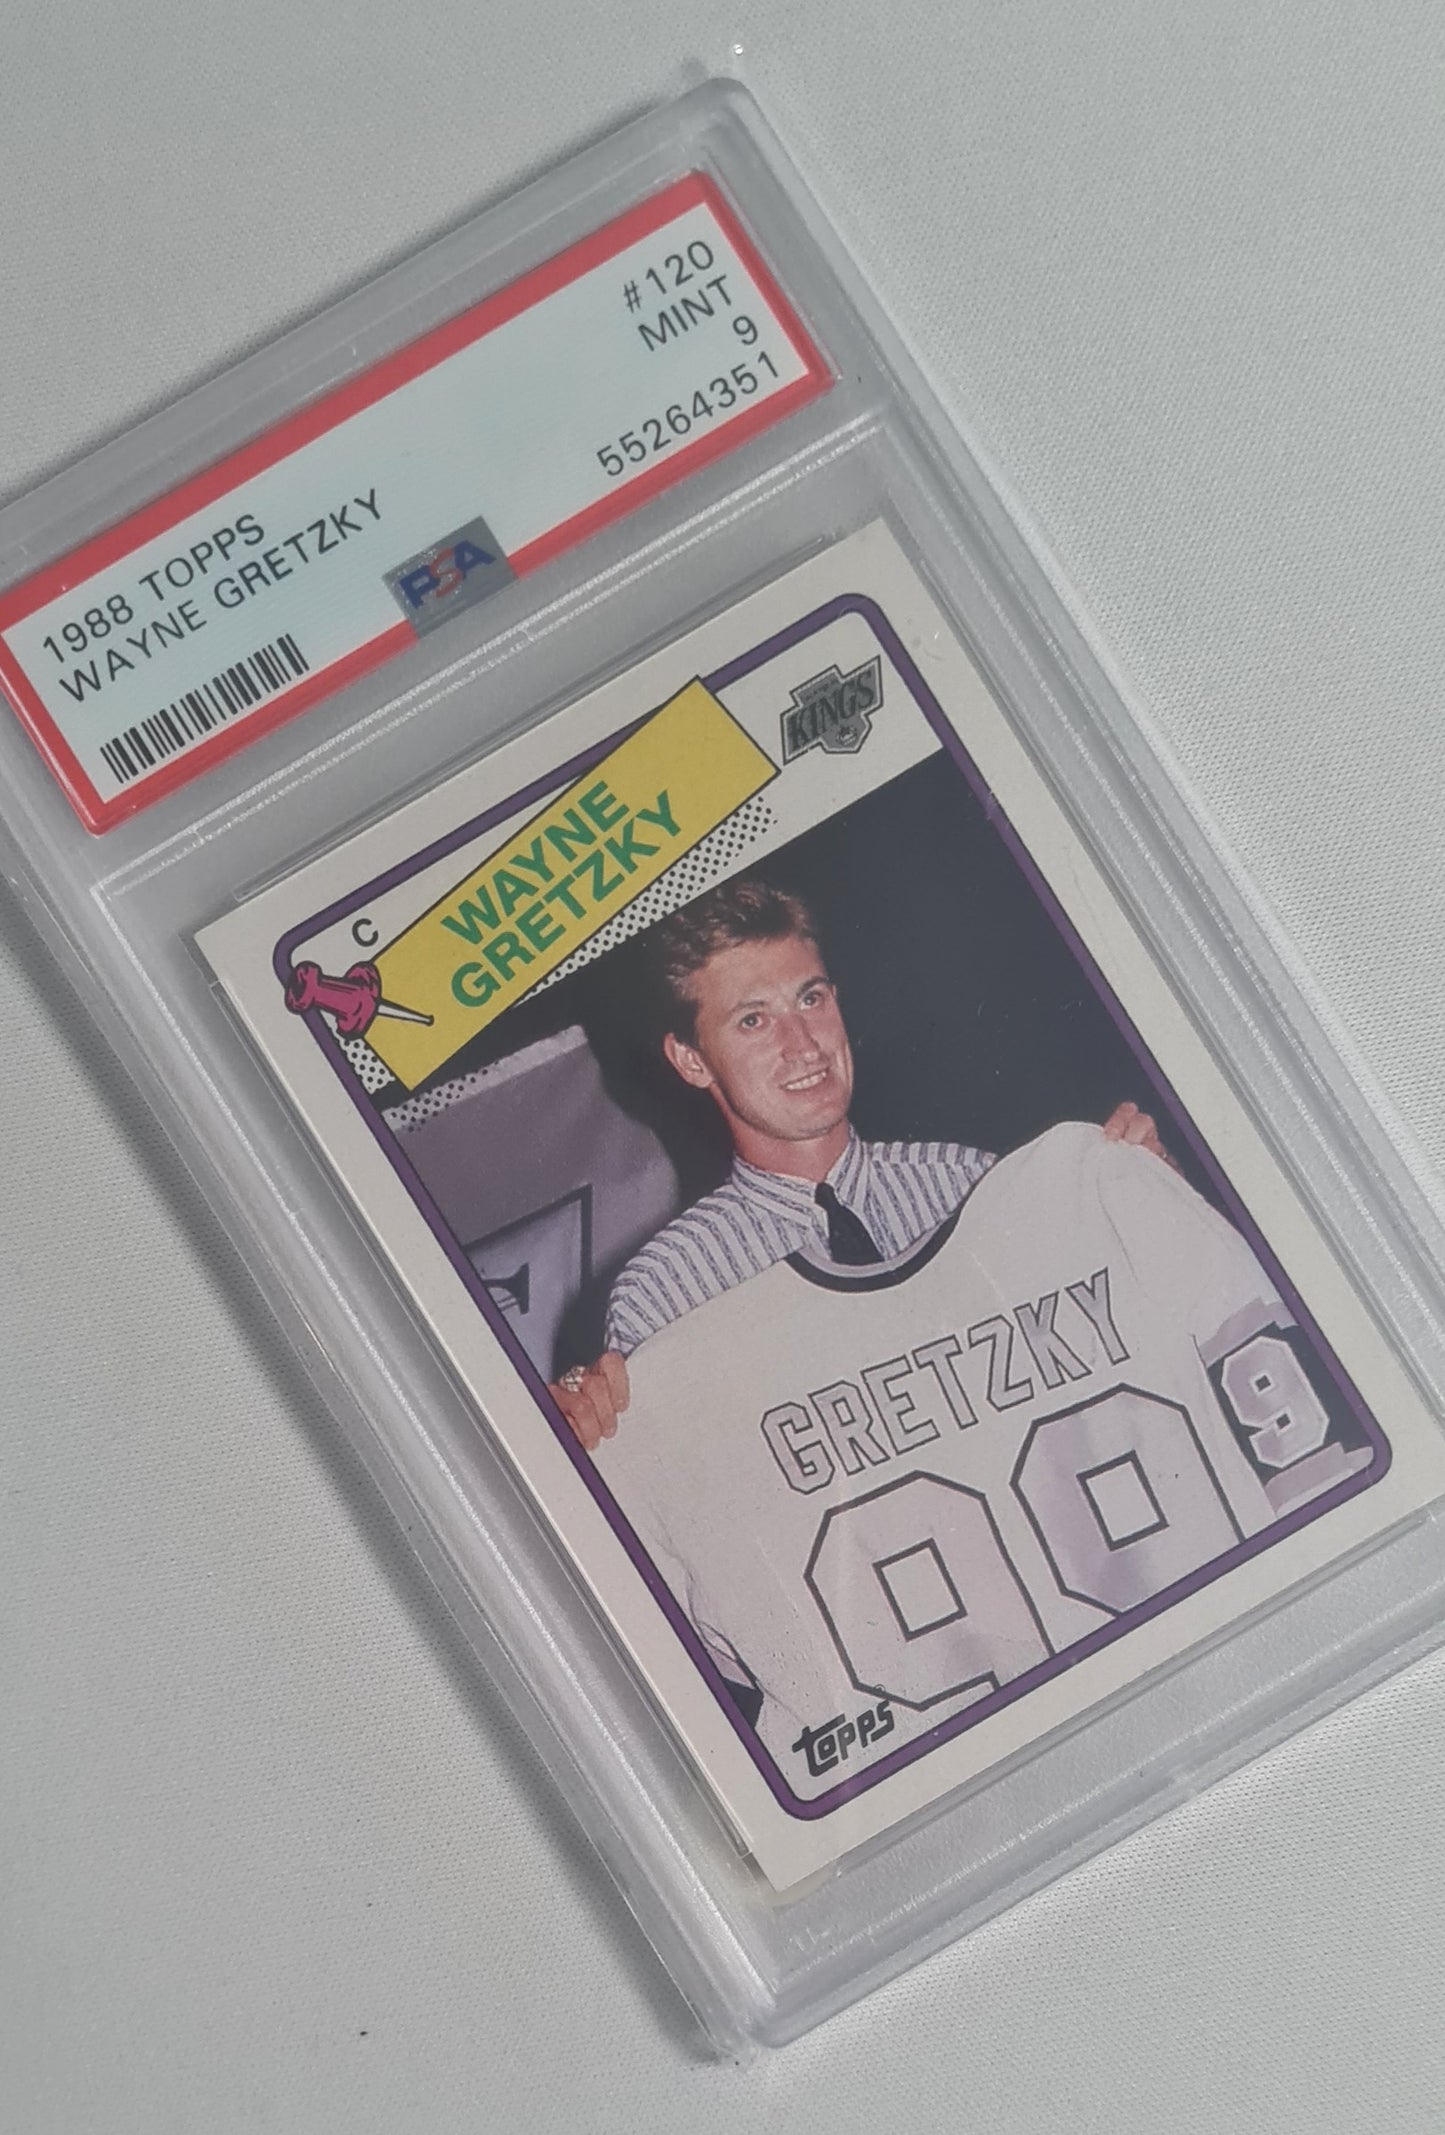 1988 TOPPS
WAYNE GRETZKY
#120
MINT
9
55264351
PSA
C
WAYNE
GRETZKY
KINGS
GRETZKY
99
9
Topps